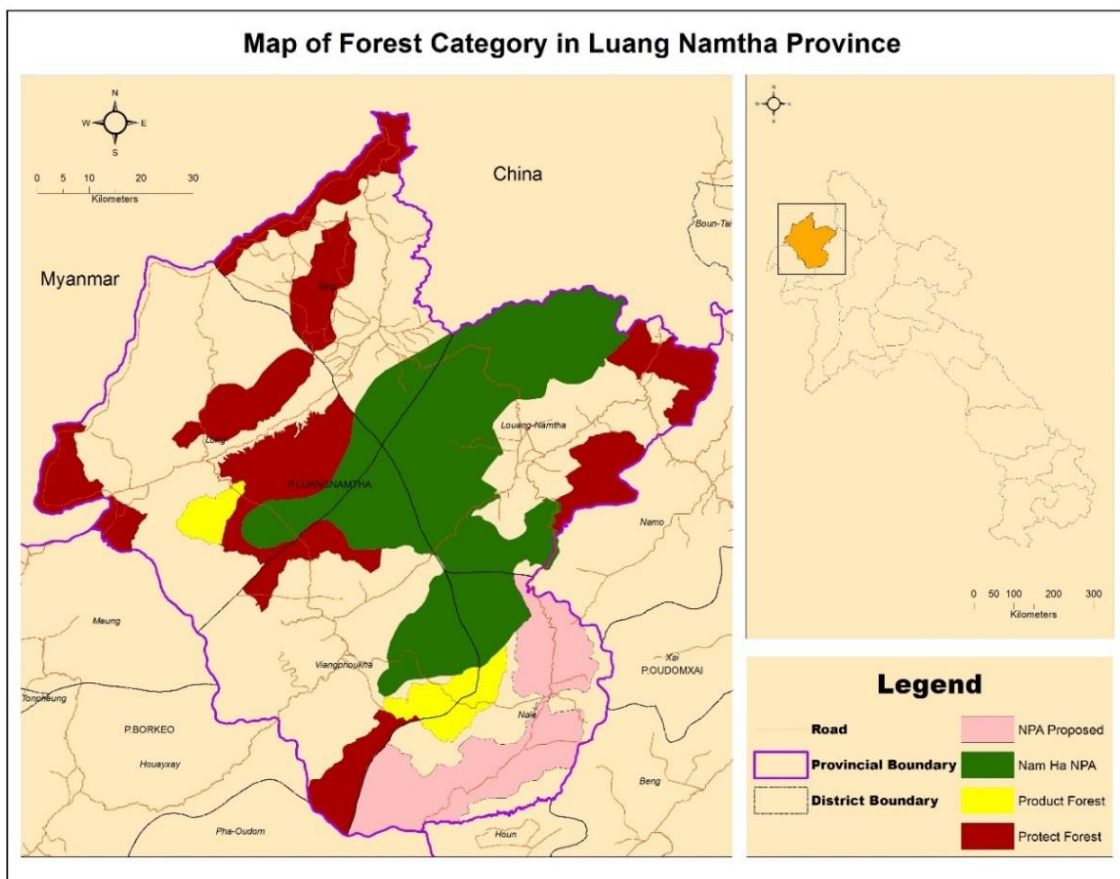 Map of Forest Category in Luang Namtha Province
N
W E
S
0 5 10 20 30
Kilometers
China
Boun-Tai
Myanmar
Sing
Long
Louang-Namtha
P.LUANGNAMTHA
Namo
Meung
Viangphoukha
Xai
P.OUDOMXAI
Tonpheung
Nale
P.BORKEO
Houayxay
Beng
Pha-Oudom
Houn
N
W E
S
0 50 100 200 300
Kilometers
Legend
Road
Provincial Boundary
District Boundary
NPA Proposed
Nam Ha NPA
Product Forest
Protect Forest